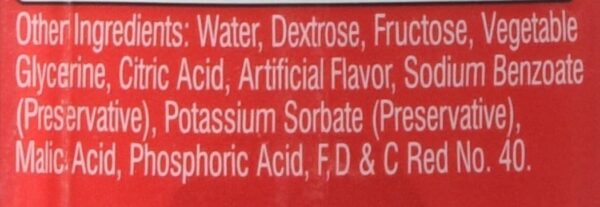 Other Ingredients: Water, Dextrose, Fructose, Vegetable
Glycerine, Citric Acid, Artificial Flavor, Sodium Benzoate
(Preservative), Potassium Sorbate (Preservative),
Malic Acid, Phosphoric Acid, F,D & C Red No. 40.